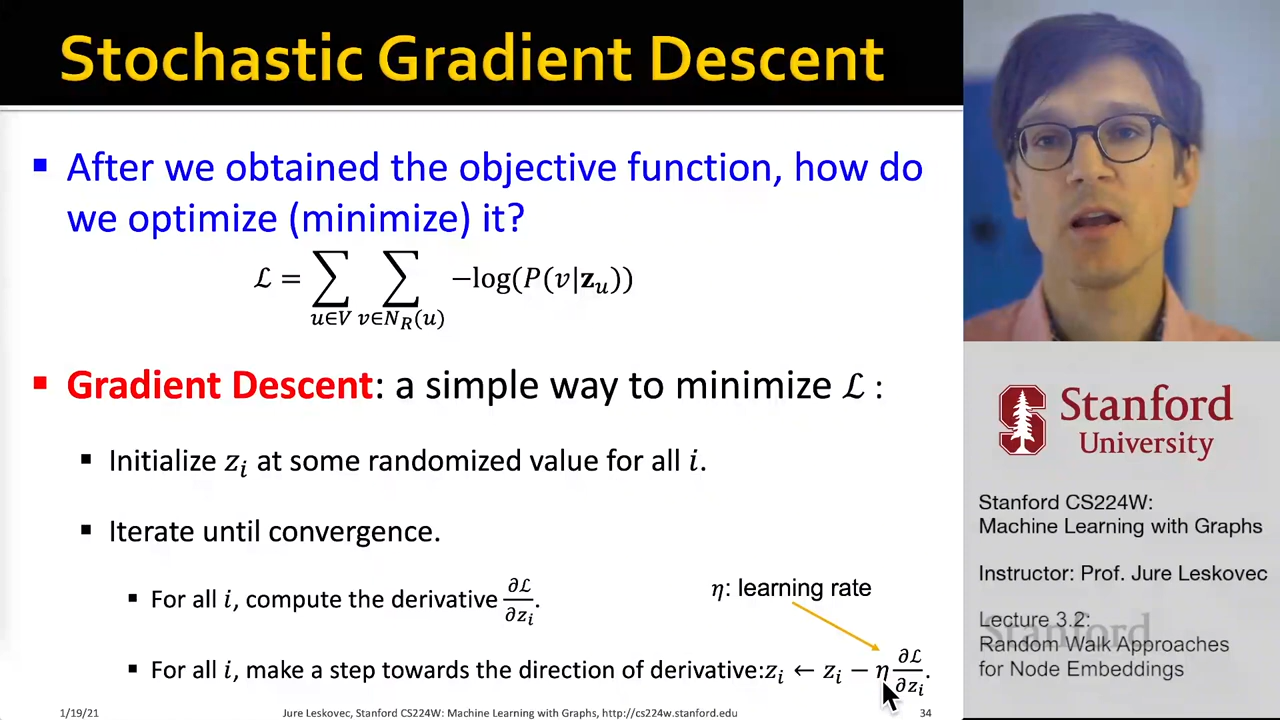 Stochastic Gradient Descent
▪ After we obtained the objective function, how do
we optimize (minimize) it?
ℒ = ∑_{u∈V} ∑_{v∈N_R(u)} −log(P(v|𝐳_u))
▪ Gradient Descent: a simple way to minimize ℒ :
▪ Initialize z_i at some randomized value for all i.
▪ Iterate until convergence.
▪ For all i, compute the derivative ∂ℒ/∂z_i.
η: learning rate
▪ For all i, make a step towards the direction of derivative:z_i ← z_i − η ∂ℒ/∂z_i.
1/19/21 Jure Leskovec, Stanford CS224W: Machine Learning with Graphs, http://cs224w.stanford.edu 34
S
Stanford
University
Stanford CS224W:
Machine Learning with Graphs
Instructor: Prof. Jure Leskovec
Lecture 3.2:
Stanford
Random Walk Approaches
for Node Embeddings